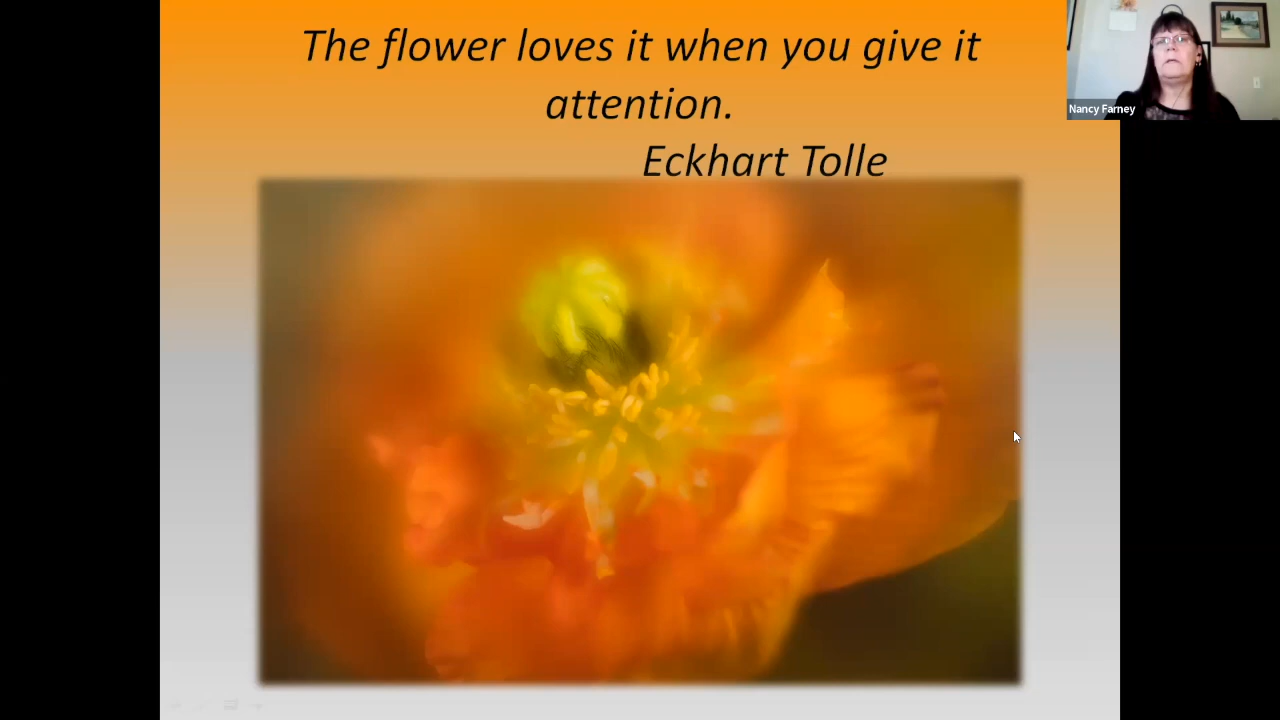 The flower loves it when you give it
attention.
Eckhart Tolle
Nancy Farney